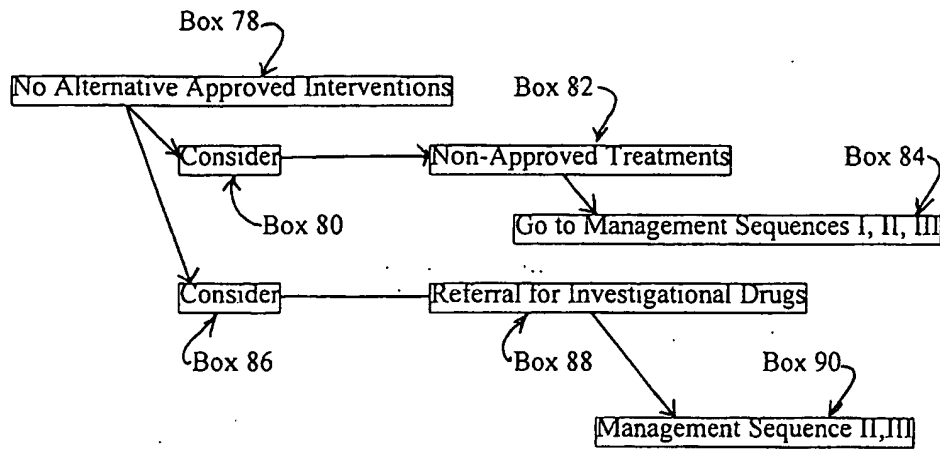 Box 78
No Alternative Approved Interventions
Box 82
Consider
Non-Approved Treatments
Box 84
Box 80
Go to Management Sequences I, II, III
Consider
Referral for Investigational Drugs
Box 86
Box 88
Box 90
Management Sequence II,III